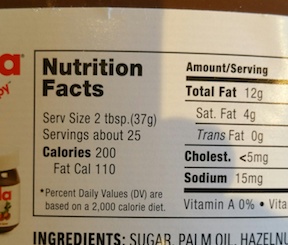 Nutrition
Facts
Serv Size 2 tbsp.(37g)
Servings about 25
Calories 200
Fat Cal 110
*Percent Daily Values (DV) are
based on a 2,000 calorie diet.
Amount/Serving
Total Fat 12g
Sat. Fat 4g
Trans Fat 0g
Cholest. <5mg
Sodium 15mg
Vitamin A 0% •
INGREDIENTS: SUGAR, PALM OIL,